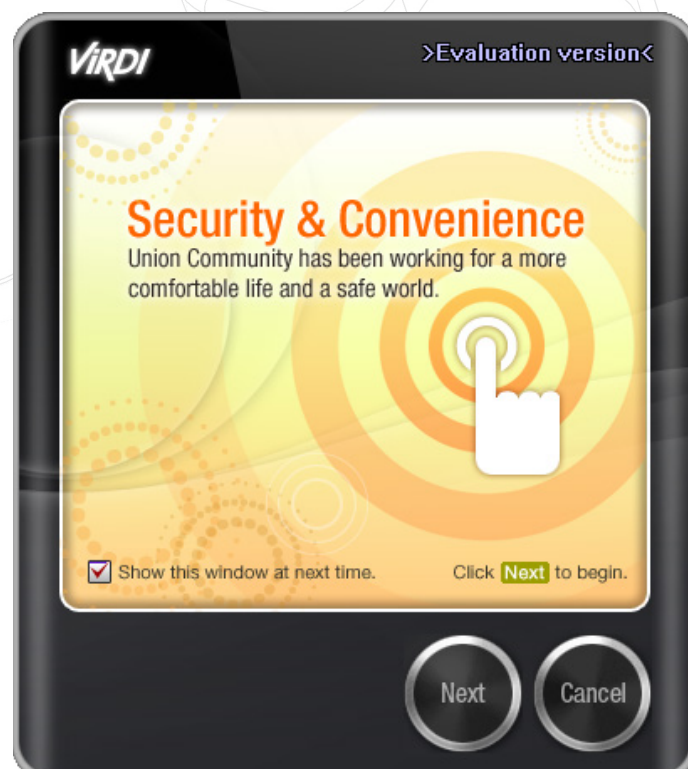 ViRDI
>Evaluation version<
Security & Convenience
Union Community has been working for a more
comfortable life and a safe world.
Show this window at next time.
Click Next to begin.
Next
Cancel